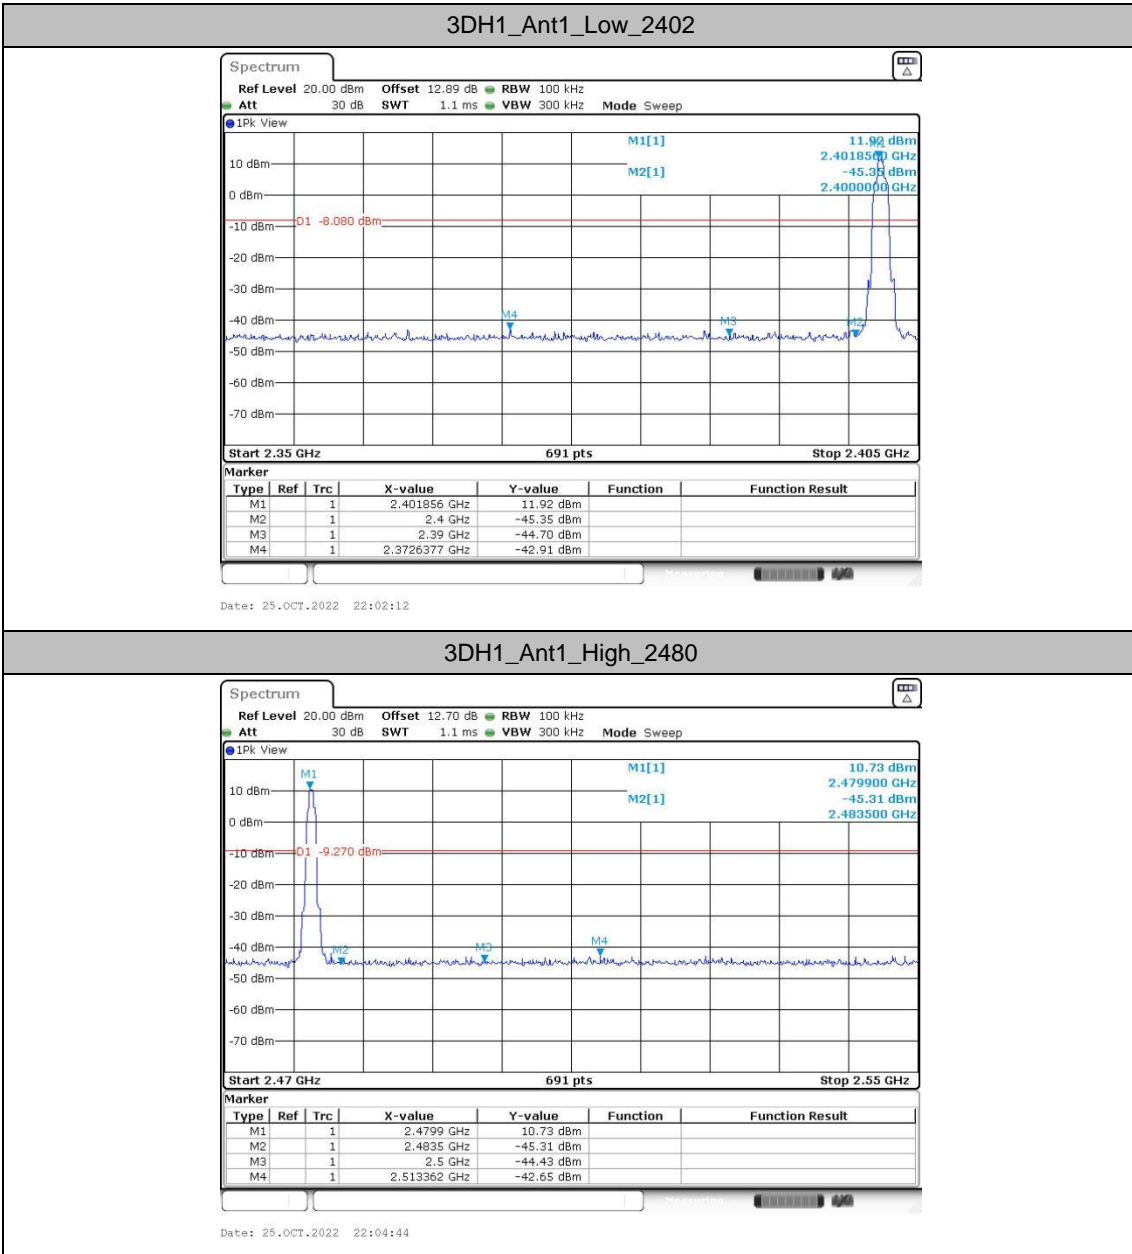 3DH1_Ant1_Low_2402
Spectrum
Ref Level 20.00 dBm Offset 12.89 dB RBW 100 kHz
Att 30 dB SWT 1.1 ms VBW 300 kHz Mode Sweep
1Pk View
M1[1] 11.92 dBm
M1
2.4018560 GHz
10 dBm
M2[1] -45.35 dBm
2.4000000 GHz
0 dBm
D1 -8.080 dBm
-10 dBm
-20 dBm
-30 dBm
M4
-40 dBm
M3
M2
-50 dBm
-60 dBm
-70 dBm
Start 2.35 GHz 691 pts Stop 2.405 GHz
Marker
Type Ref Trc X-value Y-value Function Function Result
M1 1 2.401856 GHz 11.92 dBm
M2 1 2.4 GHz -45.35 dBm
M3 1 2.39 GHz -44.70 dBm
M4 1 2.3726377 GHz -42.91 dBm
Date: 25.OCT.2022 22:02:12
3DH1_Ant1_High_2480
Spectrum
Ref Level 20.00 dBm Offset 12.70 dB RBW 100 kHz
Att 30 dB SWT 1.1 ms VBW 300 kHz Mode Sweep
1Pk View
M1[1] 10.73 dBm
M1
2.479900 GHz
10 dBm
M2[1] -45.31 dBm
2.483500 GHz
0 dBm
-10 dBm
D1 -9.270 dBm
-20 dBm
-30 dBm
-40 dBm
M2
M3
M4
-50 dBm
-60 dBm
-70 dBm
Start 2.47 GHz 691 pts Stop 2.55 GHz
Marker
Type Ref Trc X-value Y-value Function Function Result
M1 1 2.4799 GHz 10.73 dBm
M2 1 2.4835 GHz -45.31 dBm
M3 1 2.5 GHz -44.43 dBm
M4 1 2.513362 GHz -42.65 dBm
Date: 25.OCT.2022 22:04:44